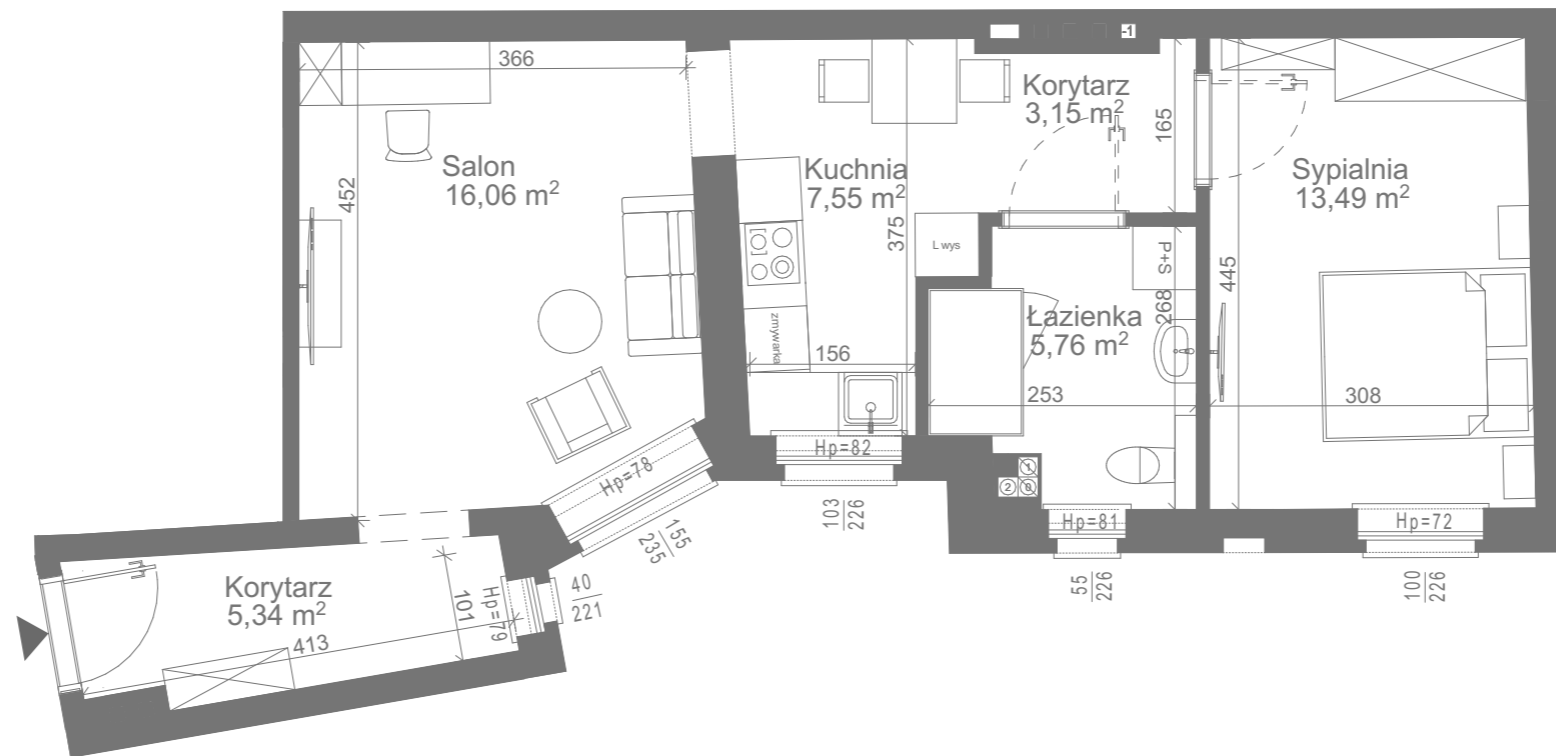 -1
366
Korytarz
3,15 m²
165
Salon
16,06 m²
452
Kuchnia
7,55 m²
375
Sypialnia
13,49 m²
445
L wys
P+S
268
Łazienka
5,76 m²
zmywarka
156
253
308
Hp=78
Hp=82
Hp=81
Hp=72
1
2
0
103
226
155
235
55
226
100
226
Korytarz
5,34 m²
101
Hp=79
40
221
413